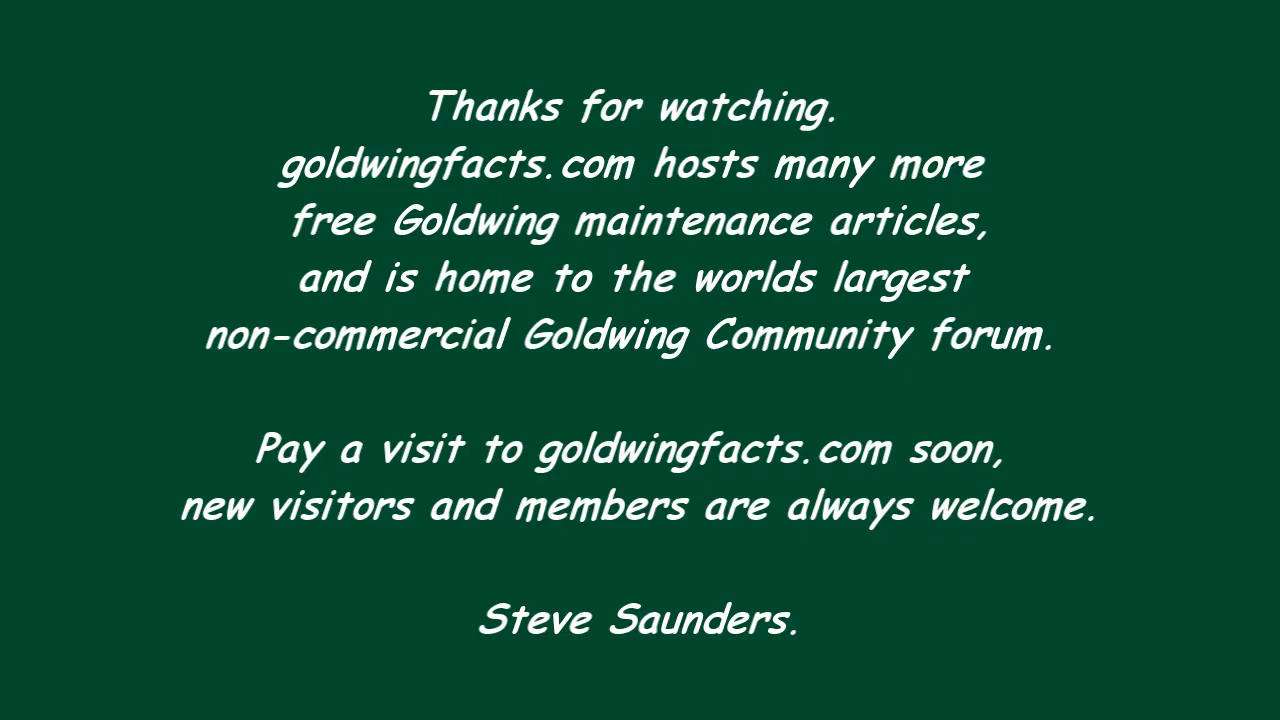 Thanks for watching.
goldwingfacts.com hosts many more
free Goldwing maintenance articles,
and is home to the worlds largest
non-commercial Goldwing Community forum.
Pay a visit to goldwingfacts.com soon,
new visitors and members are always welcome.
Steve Saunders.